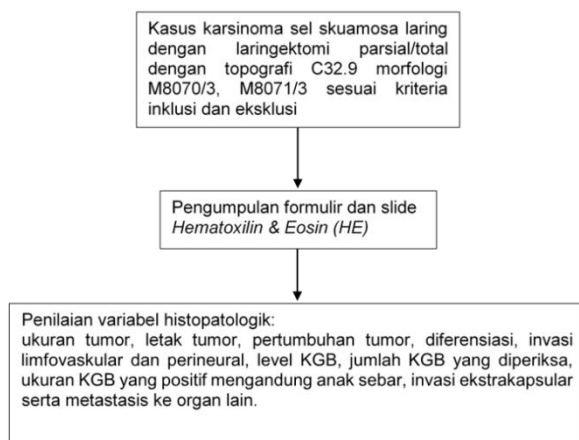 Kasus karsinoma sel skuamosa laring
dengan laringektomi parsial/total
dengan topografi C32.9 morfologi
M8070/3, M8071/3 sesuai kriteria
inklusi dan eksklusi
Pengumpulan formulir dan slide
Hematoxilin & Eosin (HE)
Penilaian variabel histopatologik:
ukuran tumor, letak tumor, pertumbuhan tumor, diferensiasi, invasi
limfovaskular dan perineural, level KGB, jumlah KGB yang diperiksa,
ukuran KGB yang positif mengandung anak sebar, invasi ekstrakapsular
serta metastasis ke organ lain.